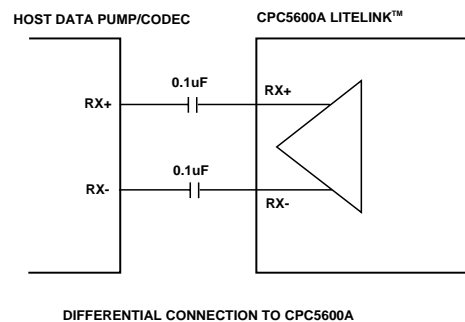 HOST DATA PUMP/CODEC
CPC5600A LITELINK™
0.1uF
RX+
RX+
0.1uF
RX-
RX-
DIFFERENTIAL CONNECTION TO CPC5600A